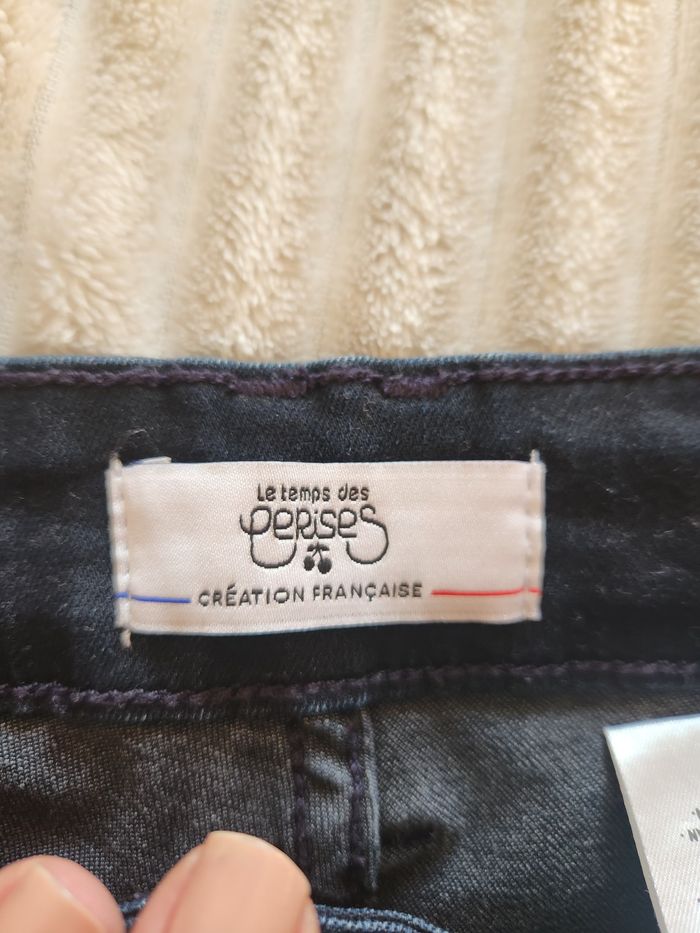 Le temps des
cerises
CRÉATION FRANÇAISE